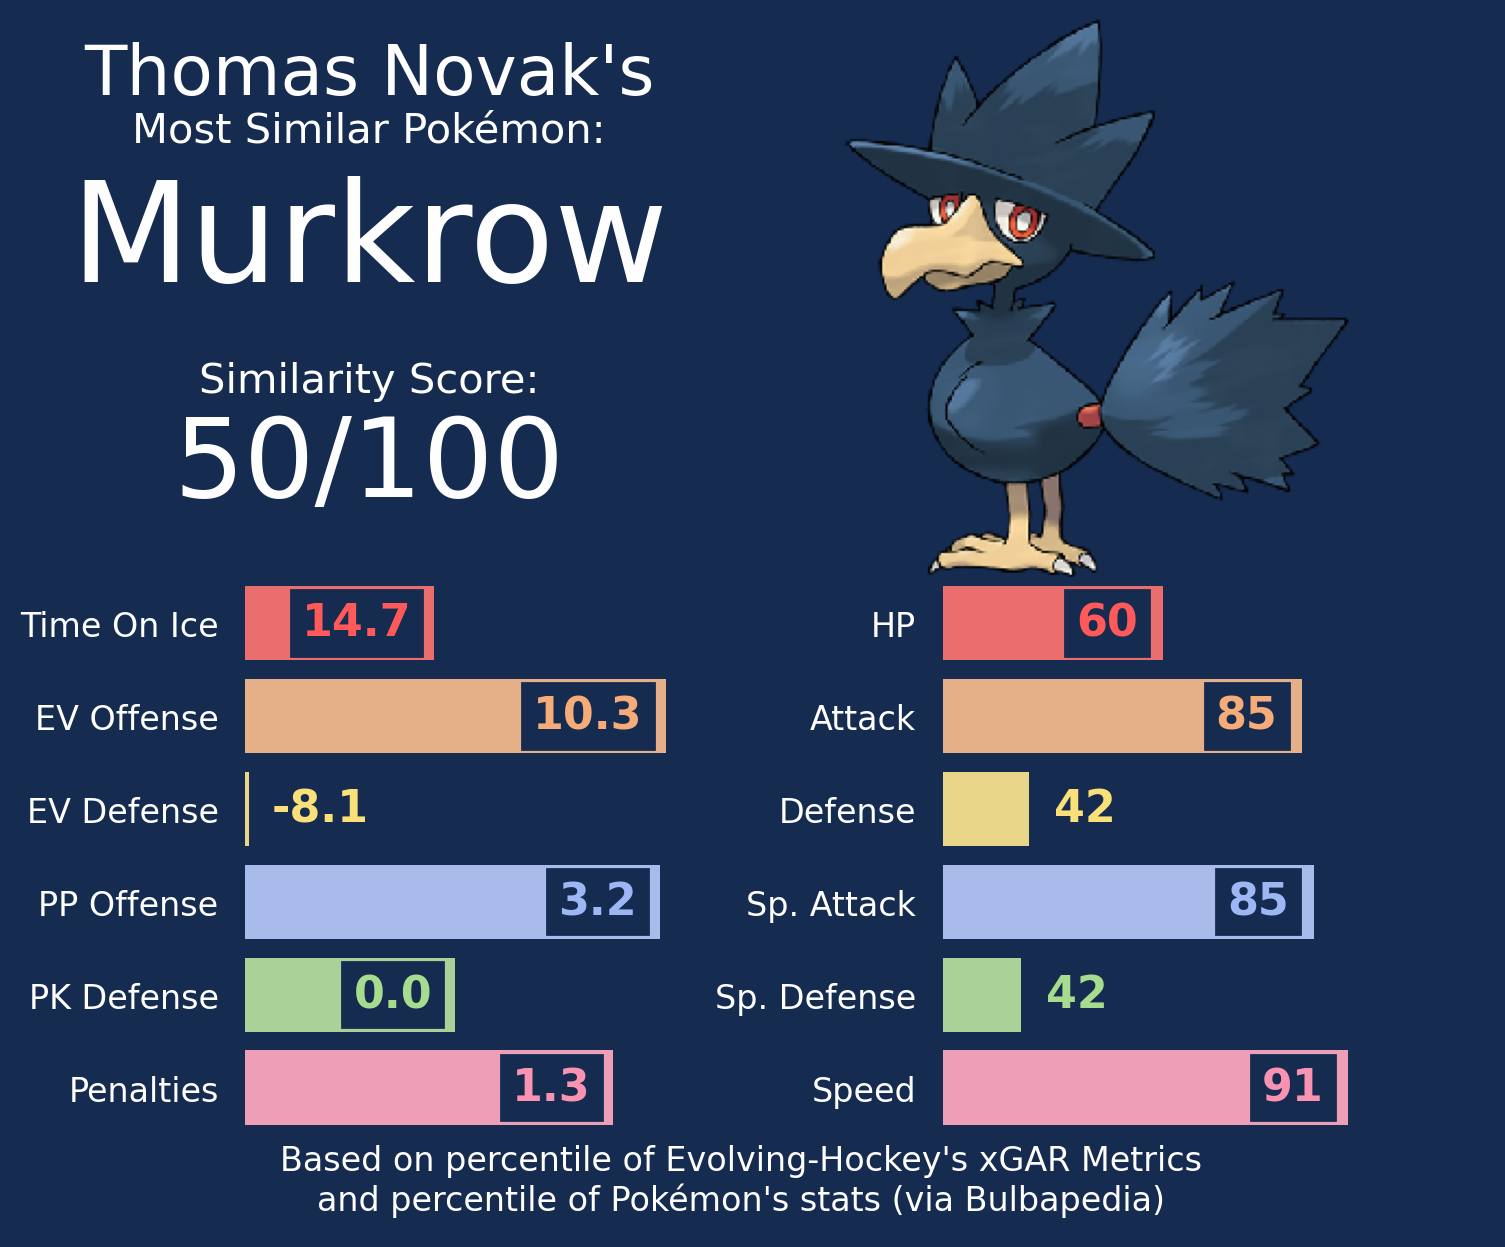 Thomas Novak's
Most Similar Pokémon:
Murkrow
Similarity Score:
50/100
Time On Ice 14.7
EV Offense 10.3
EV Defense -8.1
PP Offense 3.2
PK Defense 0.0
Penalties 1.3
HP 60
Attack 85
Defense 42
Sp. Attack 85
Sp. Defense 42
Speed 91
Based on percentile of Evolving-Hockey's xGAR Metrics
and percentile of Pokémon's stats (via Bulbapedia)